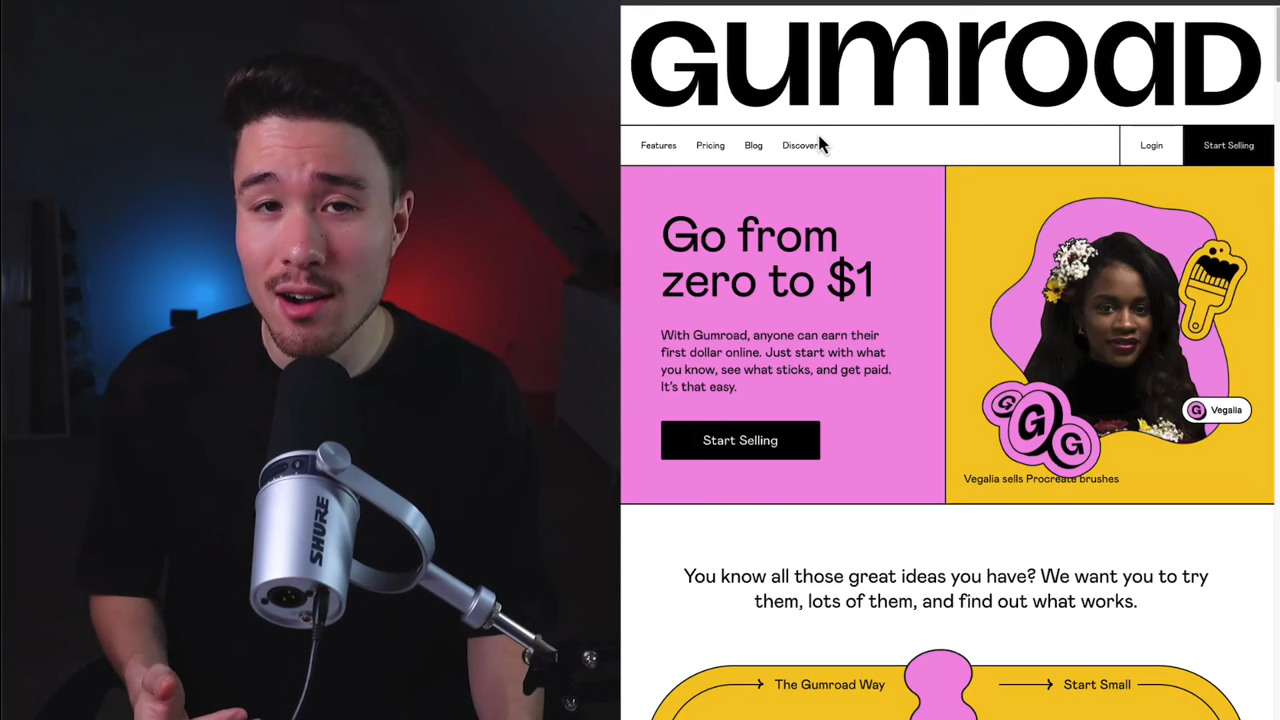 GUMROAD
Features Pricing Blog Discover Login Start Selling
Go from
zero to $1
With Gumroad, anyone can earn their
first dollar online. Just start with what
you know, see what sticks, and get paid.
It's that easy.
Start Selling
G G G
G Vegalia
Vegalia sells Procreate brushes
SHURE
You know all those great ideas you have? We want you to try
them, lots of them, and find out what works.
The Gumroad Way
Start Small